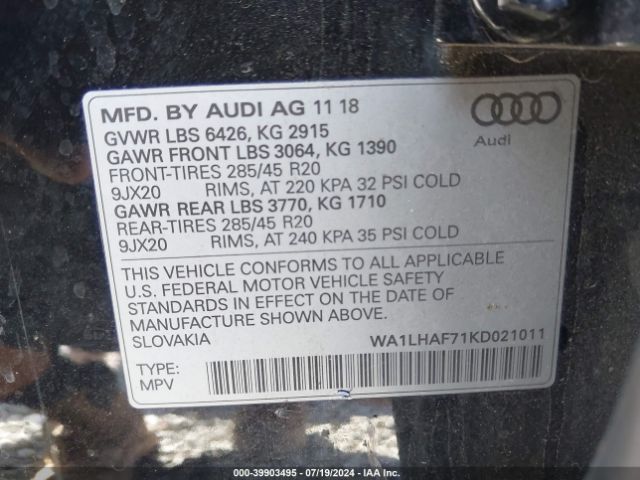 MFD. BY AUDI AG 11 18
GVWR LBS 6426, KG 2915
GAWR FRONT LBS 3064, KG 1390
FRONT-TIRES 285/45 R20
9JX20 RIMS, AT 220 KPA 32 PSI COLD
GAWR REAR LBS 3770, KG 1710
REAR-TIRES 285/45 R20
9JX20 RIMS, AT 240 KPA 35 PSI COLD
Audi
THIS VEHICLE CONFORMS TO ALL APPLICABLE
U.S. FEDERAL MOTOR VEHICLE SAFETY
STANDARDS IN EFFECT ON THE DATE OF
MANUFACTURE SHOWN ABOVE.
SLOVAKIA WA1LHAF71KD021011
TYPE:
MPV
000-39903495 - 07/19/2024 - IAA Inc.